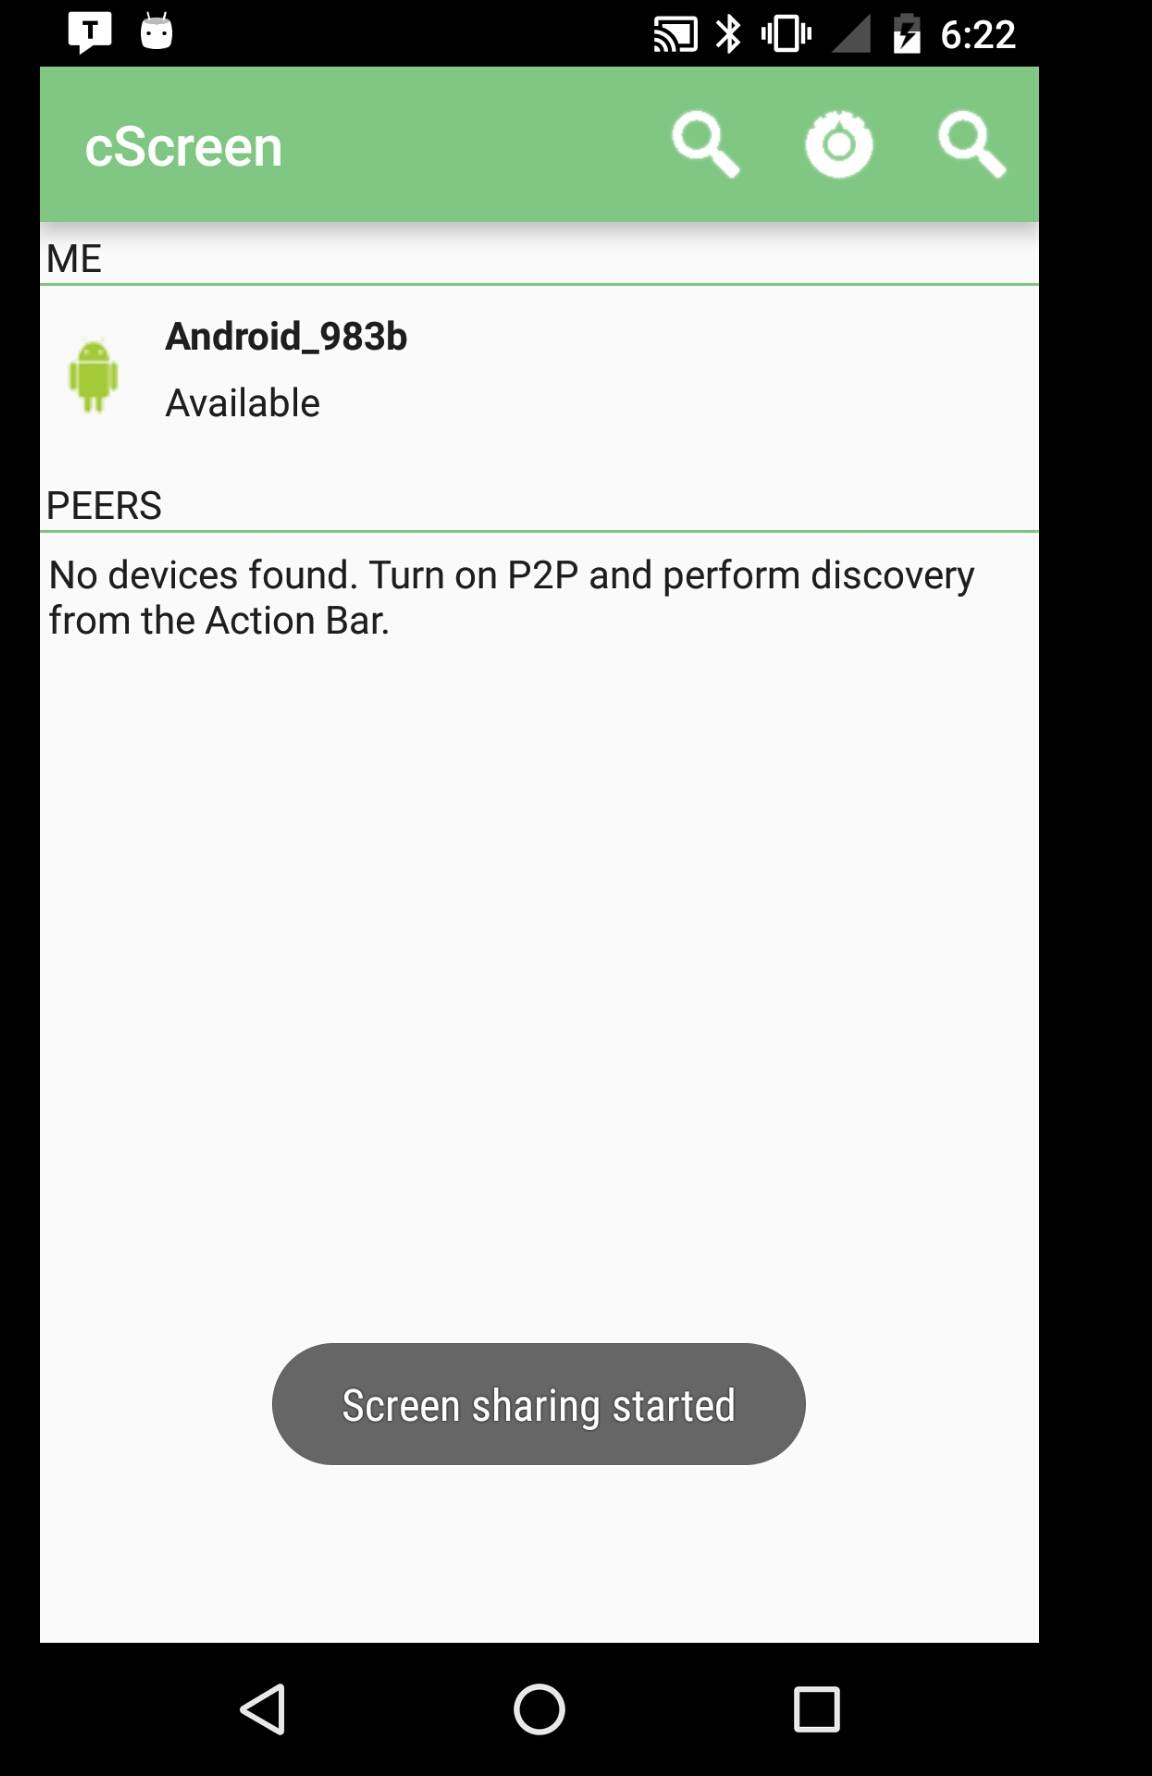 T
6:22
cScreen
ME
Android_983b
Available
PEERS
No devices found. Turn on P2P and perform discovery
from the Action Bar.
Screen sharing started